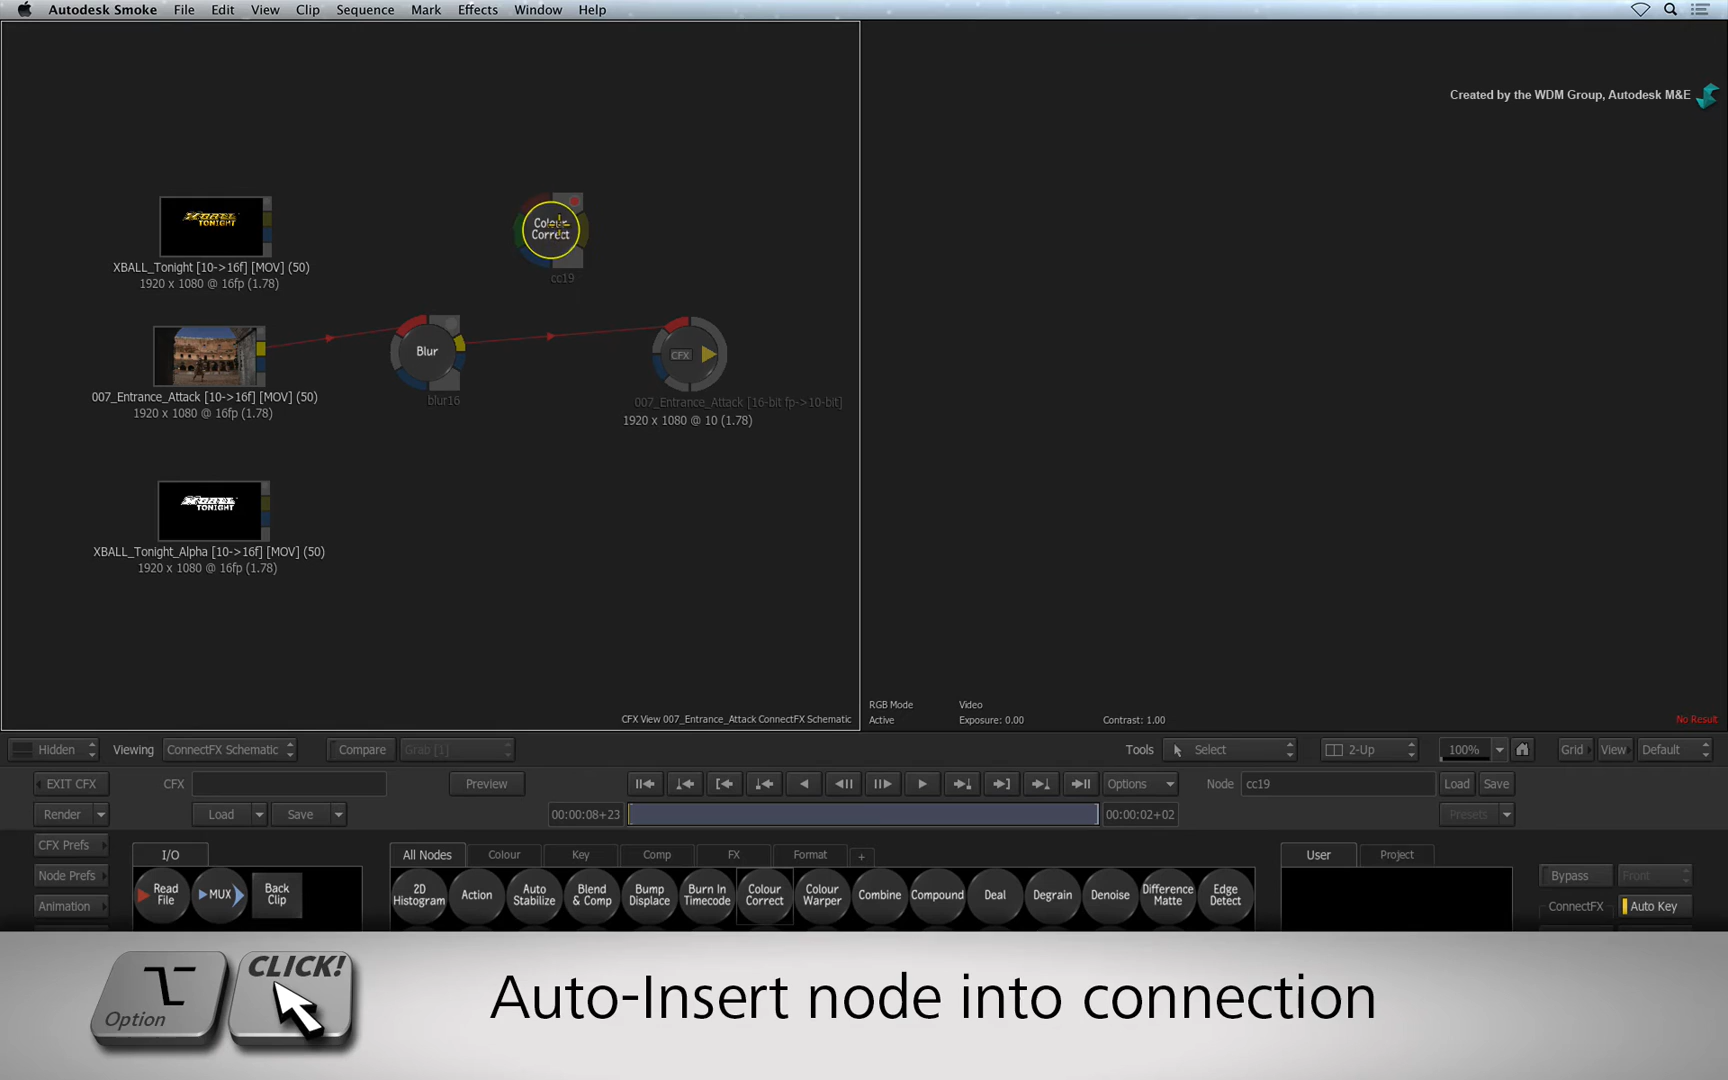 Autodesk Smoke File Edit View Clip Sequence Mark Effects Window Help
Created by the WDM Group, Autodesk M&E
XBALL TONIGHT
Colour Correct
cc19
XBALL_Tonight [10->16f] [MOV] (50)
1920 x 1080 @ 16fp (1.78)
Blur
CFX
blur16
007_Entrance_Attack [10->16f] [MOV] (50)
1920 x 1080 @ 16fp (1.78)
007_Entrance_Attack [16-bit fp->10-bit]
1920 x 1080 @ 10 (1.78)
XBALL TONIGHT
XBALL_Tonight_Alpha [10->16f] [MOV] (50)
1920 x 1080 @ 16fp (1.78)
CFX View 007_Entrance_Attack ConnectFX Schematic
RGB Mode Video
Active Exposure: 0.00 Contrast: 1.00 No Result
Hidden Viewing ConnectFX Schematic Compare Grab [1] Tools Select 2-Up 100% Grid View Default
EXIT CFX CFX Preview Options Node cc19 Load Save
Render Load Save 00:00:08+23 00:00:02+02 Presets
CFX Prefs I/O All Nodes Colour Key Comp FX Format + User Project
Node Prefs Bypass Front
Read File MUX Back Clip 2D Histogram Action Auto Stabilize Blend & Comp Bump Displace Burn In Timecode Colour Correct Colour Warper Combine Compound Deal Degrain Denoise Difference Matte Edge Detect
Animation ConnectFX Auto Key
Option CLICK! Auto-Insert node into connection